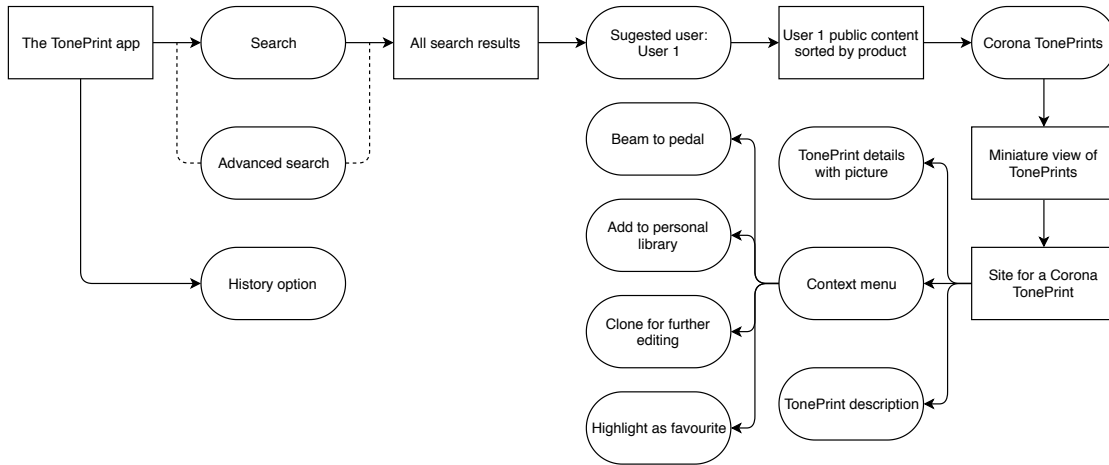 The TonePrint app
Search
All search results
Sugested user:
User 1
User 1 public content
sorted by product
Corona TonePrints
Advanced search
Beam to pedal
TonePrint details
with picture
Miniature view of
TonePrints
Add to personal
library
History option
Context menu
Site for a Corona
TonePrint
Clone for further
editing
TonePrint description
Highlight as favourite